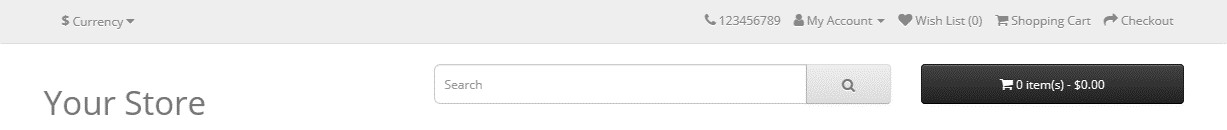 $ Currency
123456789 My Account Wish List (0) Shopping Cart Checkout
Your Store
Search
0 item(s) - $0.00